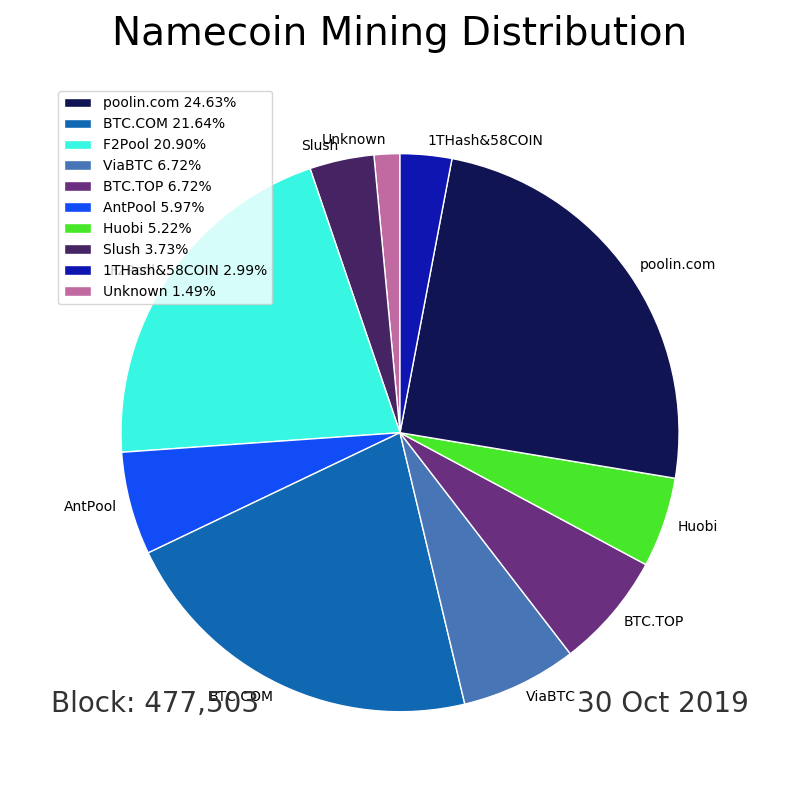 Namecoin Mining Distribution
poolin.com 24.63%
BTC.COM 21.64%
F2Pool 20.90%
ViaBTC 6.72%
BTC.TOP 6.72%
AntPool 5.97%
Huobi 5.22%
Slush 3.73%
1THash&58COIN 2.99%
Unknown 1.49%
Slush
Unknown
1THash&58COIN
poolin.com
AntPool
Huobi
BTC.TOP
BTC.COM
ViaBTC
Block: 477,503
30 Oct 2019